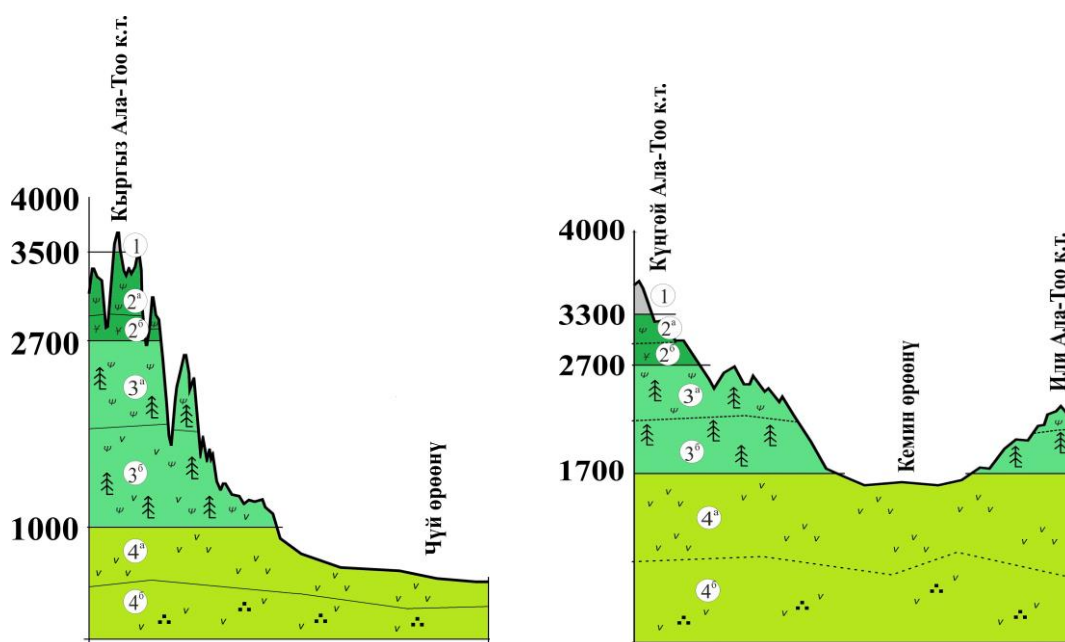 Кыргыз Ала-Тоо к.т.
4000
3500
2700
1000
1
2а
2б
3а
3б
4а
4б
Чүй өрөөнү
Күңгөй Ала-Тоо к.т.
4000
3300
2700
1700
1
2а
2б
3а
3б
4а
4б
Кемин өрөөнү
Или Ала-Тоо к.т.